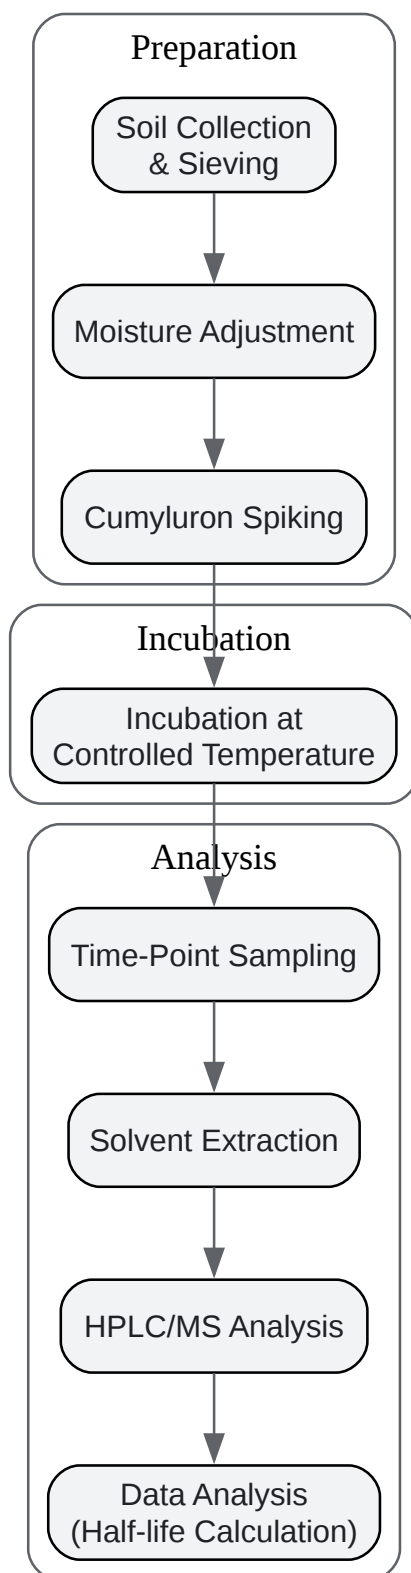 Preparation
Soil Collection
& Sieving
Moisture Adjustment
Cumyluron Spiking
Incubation
Incubation at
Controlled Temperature
Analysis
Time-Point Sampling
Solvent Extraction
HPLC/MS Analysis
Data Analysis
(Half-life Calculation)